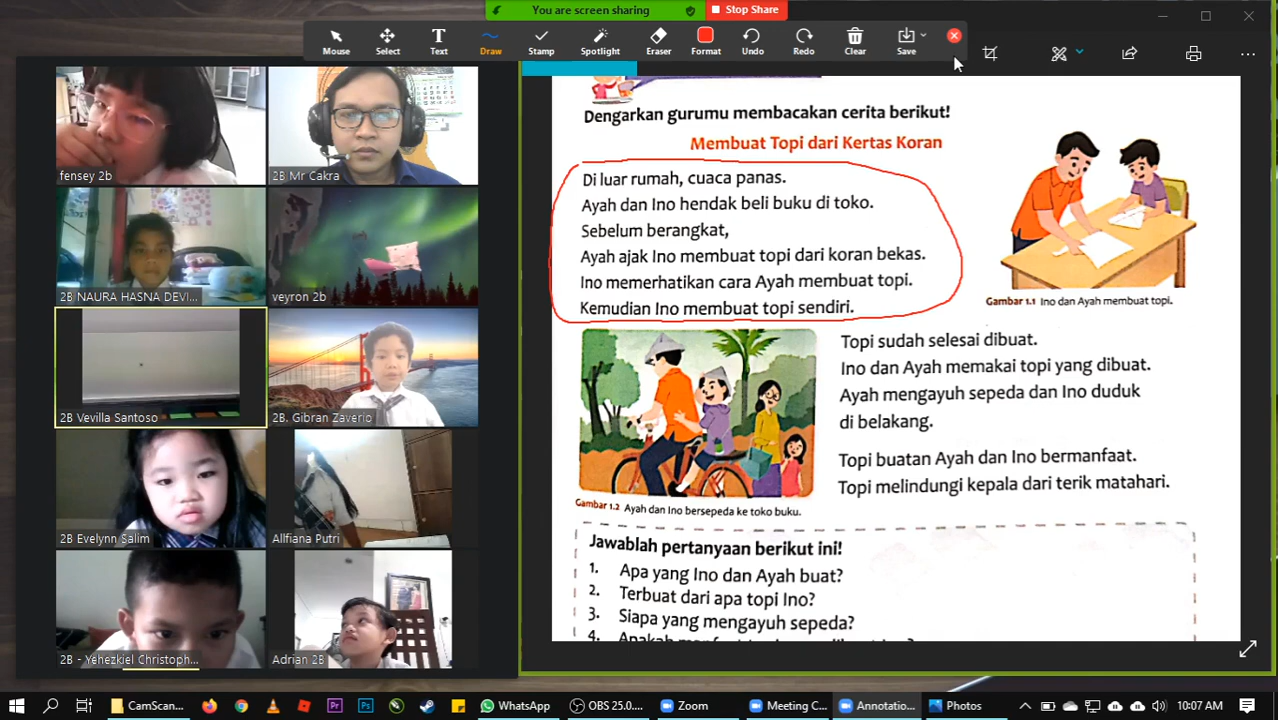 You are screen sharing
Stop Share
Mouse
Select
Text
Draw
Stamp
Spotlight
Eraser
Format
Undo
Redo
Clear
Save
fensey 2b
2B Mr Cakra
2B NAURA HASNA DEVI...
veyron 2b
2B Vevilla Santoso
2B. Gibran Zaverio
2B Evelynn Salim
Allfiana Putri
2B - Yehezkiel Christoph...
Adrian 2B
Dengarkan gurumu membacakan cerita berikut!
Membuat Topi dari Kertas Koran
Di luar rumah, cuaca panas.
Ayah dan Ino hendak beli buku di toko.
Sebelum berangkat,
Ayah ajak Ino membuat topi dari koran bekas.
Ino memerhatikan cara Ayah membuat topi.
Kemudian Ino membuat topi sendiri.
Gambar 1.1 Ino dan Ayah membuat topi.
Topi sudah selesai dibuat.
Ino dan Ayah memakai topi yang dibuat.
Ayah mengayuh sepeda dan Ino duduk
di belakang.
Topi buatan Ayah dan Ino bermanfaat.
Topi melindungi kepala dari terik matahari.
Gambar 1.2 Ayah dan Ino bersepeda ke toko buku.
Jawablah pertanyaan berikut ini!
1. Apa yang Ino dan Ayah buat?
2. Terbuat dari apa topi Ino?
3. Siapa yang mengayuh sepeda?
4. Apakah
CamScan...
Pr
Ps
WhatsApp
OBS 25.0....
Zoom
Meeting C...
Annotatio...
Photos
10:07 AM